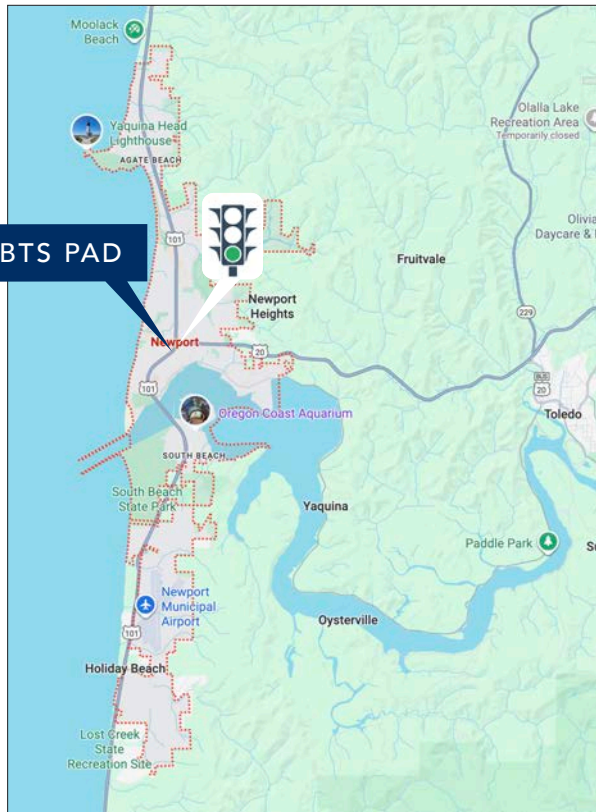 Moolack
Beach
Olalla Lake
Recreation Area
Temporarily closed
Yaquina Head
Lighthouse
AGATE BEACH
101
Olivia
Daycare &
BTS PAD
Fruitvale
Newport
Heights
229
Newport
20
101
BUS
20
Oregon Coast Aquarium
Toledo
SOUTH BEACH
South Beach
State Park
Yaquina
Paddle Park
Newport
Municipal
Airport
Oysterville
101
Holiday Beach
Lost Creek
State
Recreation Site